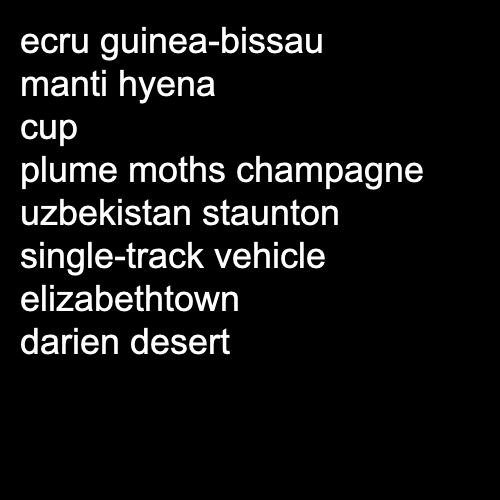 ecru guinea-bissau
manti hyena
cup
plume moths champagne
uzbekistan staunton
single-track vehicle
elizabethtown
darien desert